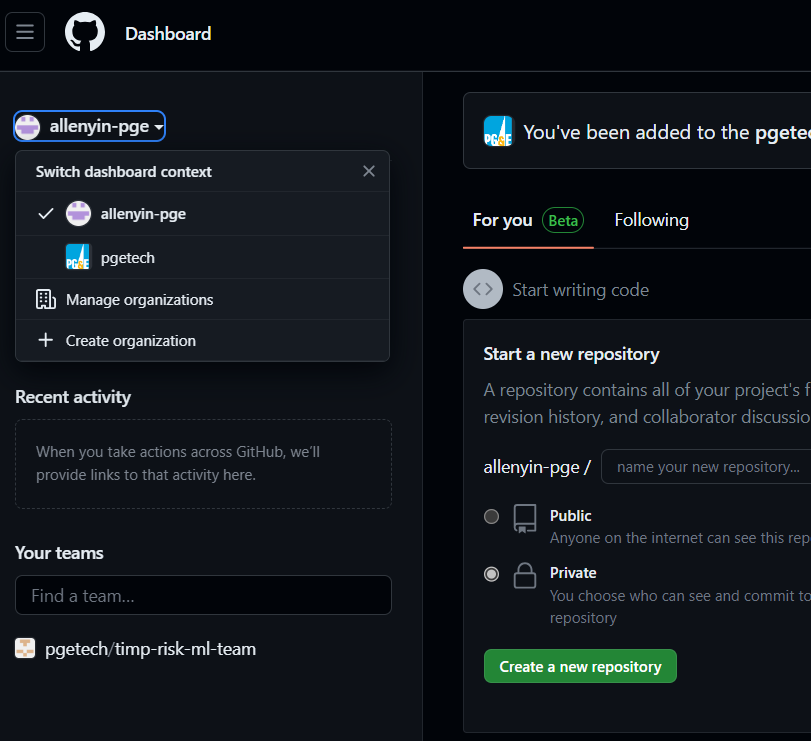 Dashboard
allenyin-pge
Switch dashboard context
allenyin-pge
PG&E
pgetech
Manage organizations
Create organization
Recent activity
When you take actions across GitHub, we'll
provide links to that activity here.
Your teams
Find a team...
pgetech/timp-risk-ml-team
PG&E
You've been added to the pgetec
For you Beta
Following
Start writing code
Start a new repository
A repository contains all of your project's f
revision history, and collaborator discussio
allenyin-pge / name your new repository...
Public
Anyone on the internet can see this rep
Private
You choose who can see and commit to
repository
Create a new repository